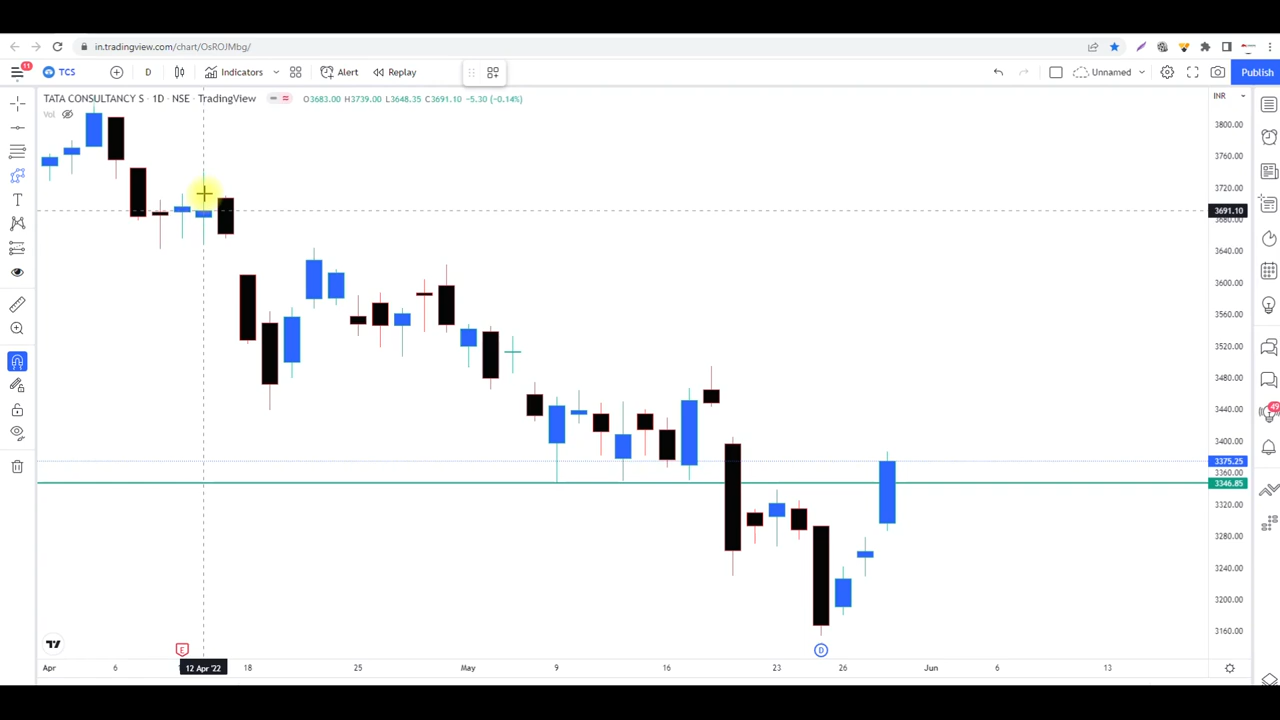 in.tradingview.com/chart/OsROJMbg/
11
TCS
D
Indicators
Alert
Replay
Unnamed
Publish
TATA CONSULTANCY S · 1D · NSE · TradingView
O3683.00 H3739.00 L3648.35 C3691.10 -5.30 (-0.14%)
INR
Vol
3800.00
3760.00
3720.00
3691.10
3680.00
3640.00
3600.00
3560.00
3520.00
3480.00
3440.00
3400.00
3375.25
3360.00
3346.85
3320.00
3280.00
3240.00
3200.00
3160.00
E
D
Apr
6
12 Apr '22
18
25
May
9
16
23
26
Jun
6
13